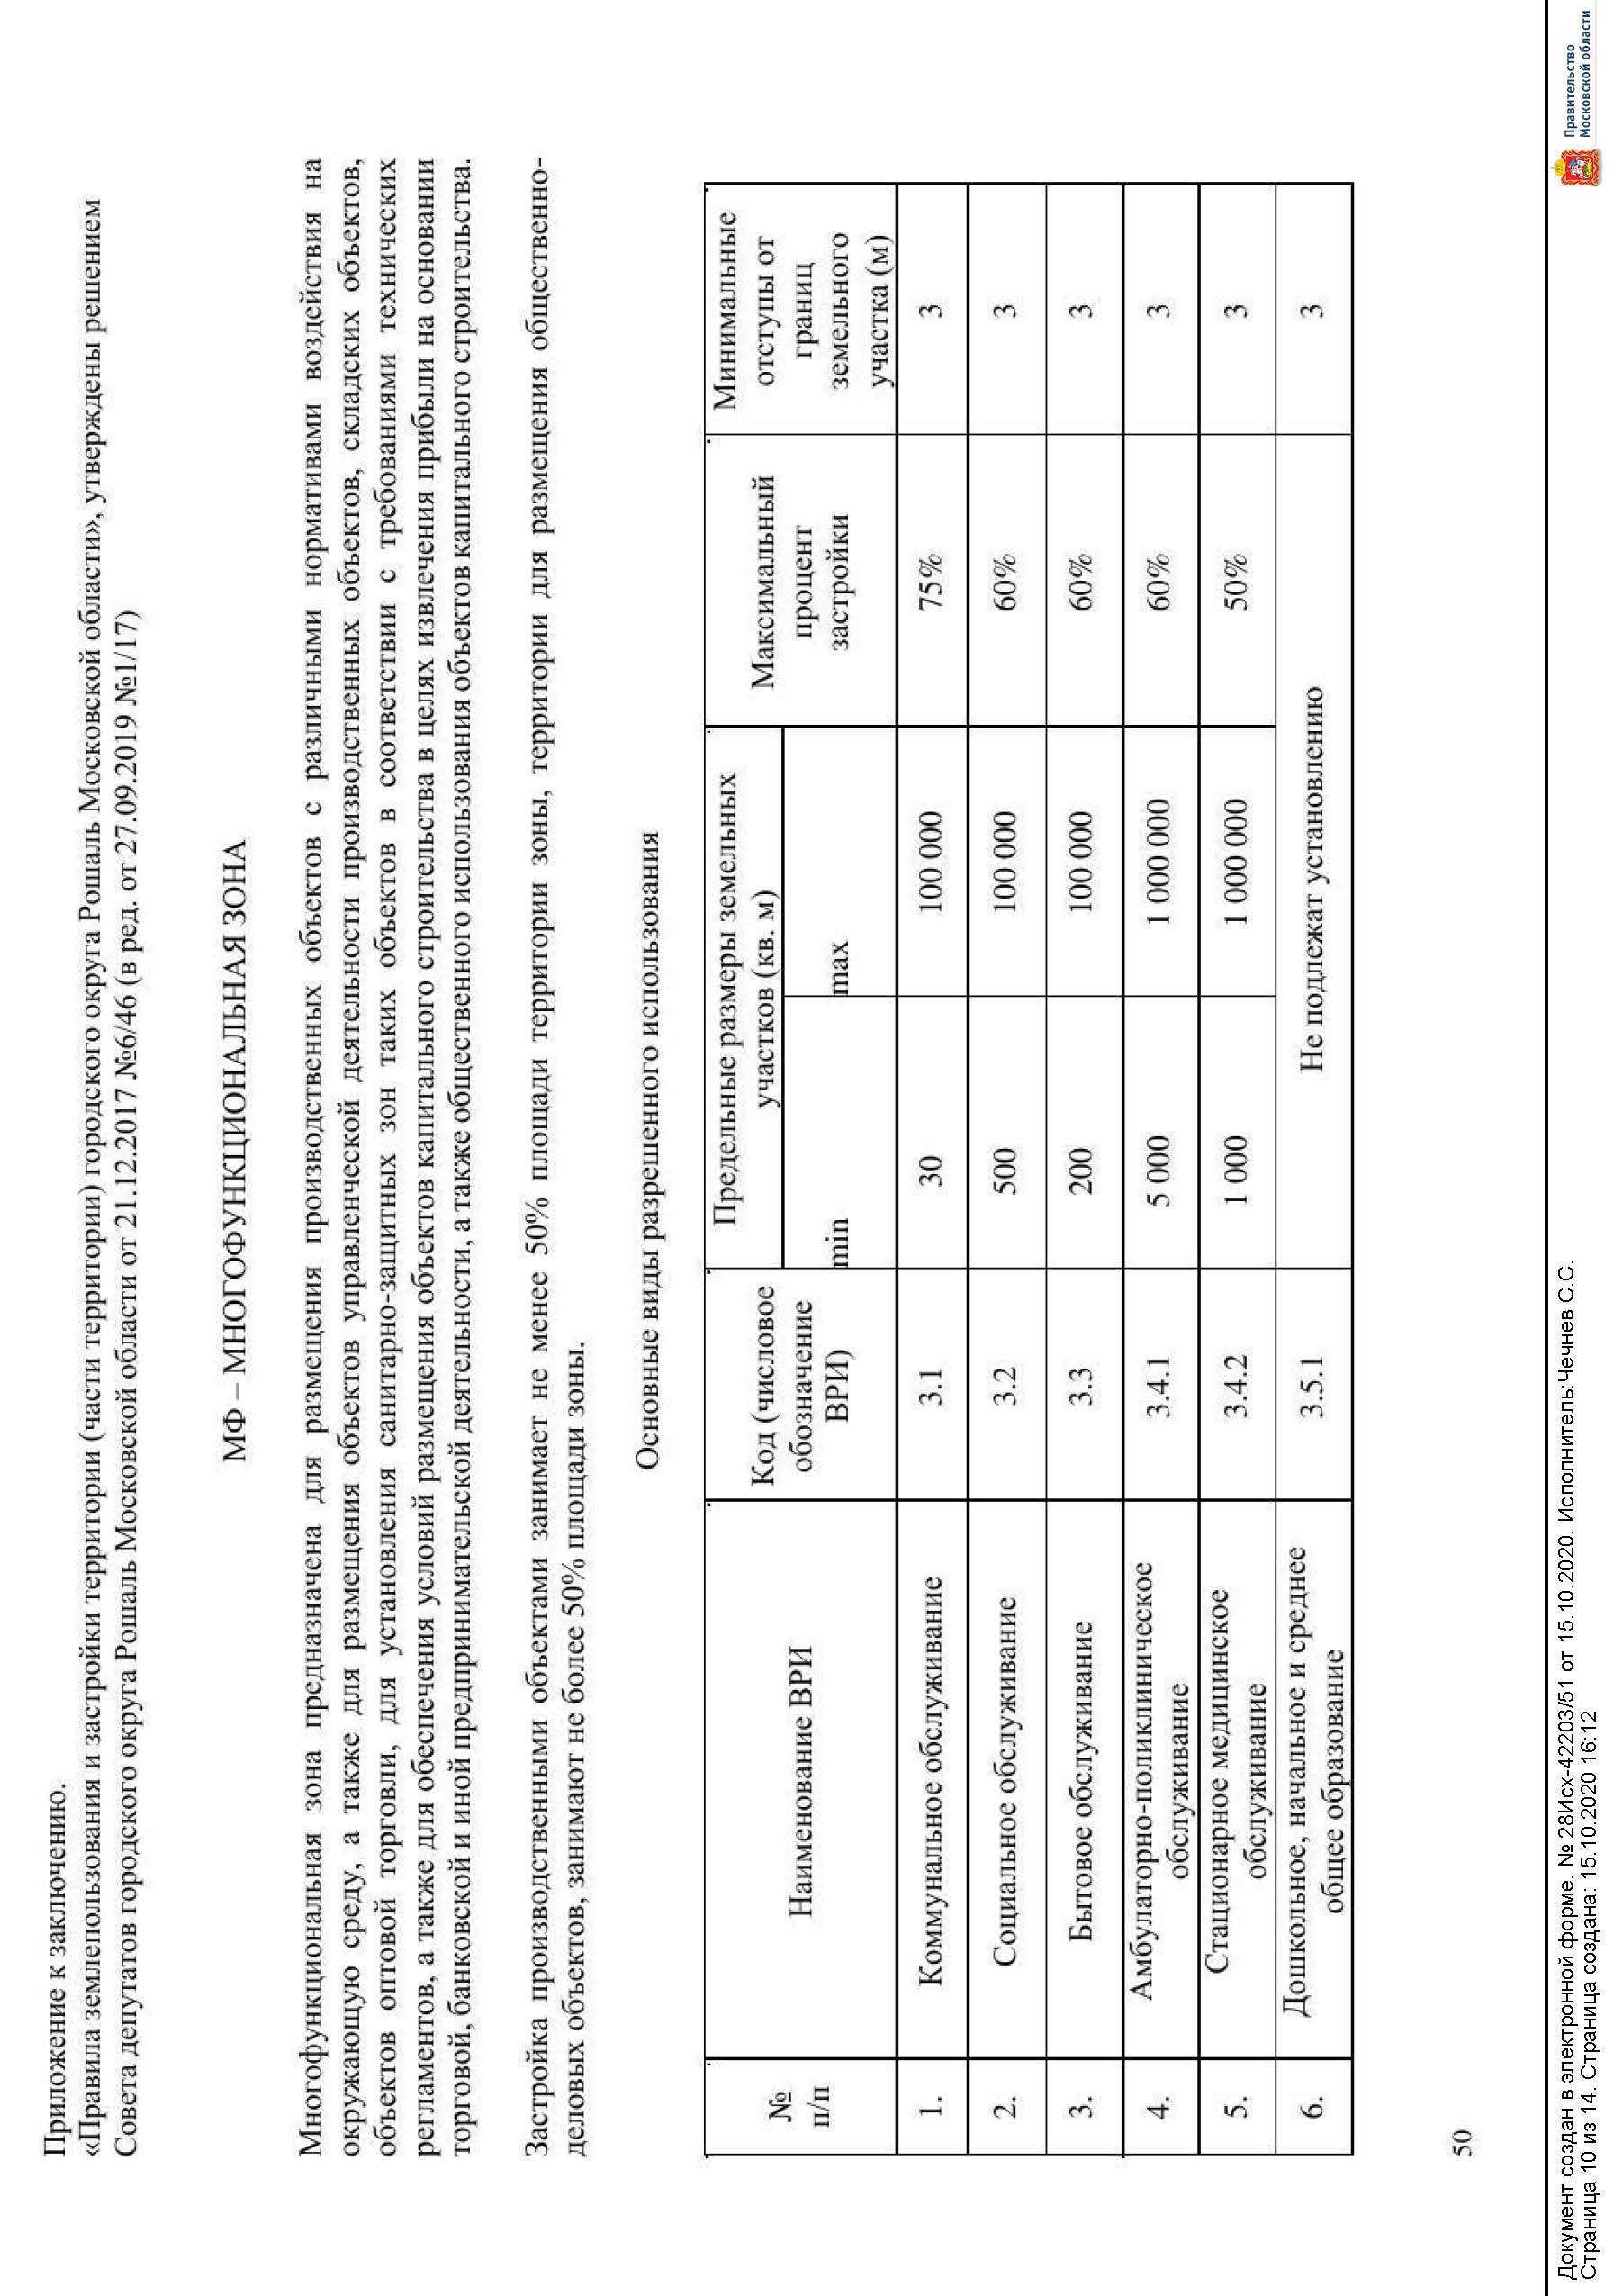 Приложение к заключению.
«Правила землепользования и застройки территории (части территории) городского округа Рошаль Московской области», утверждены решением
Совета депутатов городского округа Рошаль Московской области от 21.12.2017 №6/46 (в ред. от 27.09.2019 №1/17)
МФ – МНОГОФУНКЦИОНАЛЬНАЯ ЗОНА
Многофункциональная зона предназначена для размещения производственных объектов с различными нормативами воздействия на
окружающую среду, а также для размещения объектов управленческой деятельности производственных объектов, складских объектов,
объектов оптовой торговли, для установления санитарно-защитных зон таких объектов в соответствии с требованиями технических
регламентов, а также для обеспечения условий размещения объектов капитального строительства в целях извлечения прибыли на основании
торговой, банковской и иной предпринимательской деятельности, а также общественного использования объектов капитального строительства.
Застройка производственными объектами занимает не менее 50% площади территории зоны, территории для размещения общественно-
деловых объектов, занимают не более 50% площади зоны.
Основные виды разрешенного использования
№ п/п Наименование ВРИ Код (числовое обозначение ВРИ) Предельные размеры земельных участков (кв. м) Максимальный процент застройки Минимальные отступы от границ земельного участка (м)
min max
1. Коммунальное обслуживание 3.1 30 100 000 75% 3
2. Социальное обслуживание 3.2 500 100 000 60% 3
3. Бытовое обслуживание 3.3 200 100 000 60% 3
4. Амбулаторно-поликлиническое обслуживание 3.4.1 5 000 1 000 000 60% 3
5. Стационарное медицинское обслуживание 3.4.2 1 000 1 000 000 50% 3
6. Дошкольное, начальное и среднее общее образование 3.5.1 Не подлежат установлению 3
50
Документ создан в электронной форме. № 28Исх-42203/51 от 15.10.2020. Исполнитель:Чечнев С.С.
Страница 10 из 14. Страница создана: 15.10.2020 16:12
Правительство
Московской области